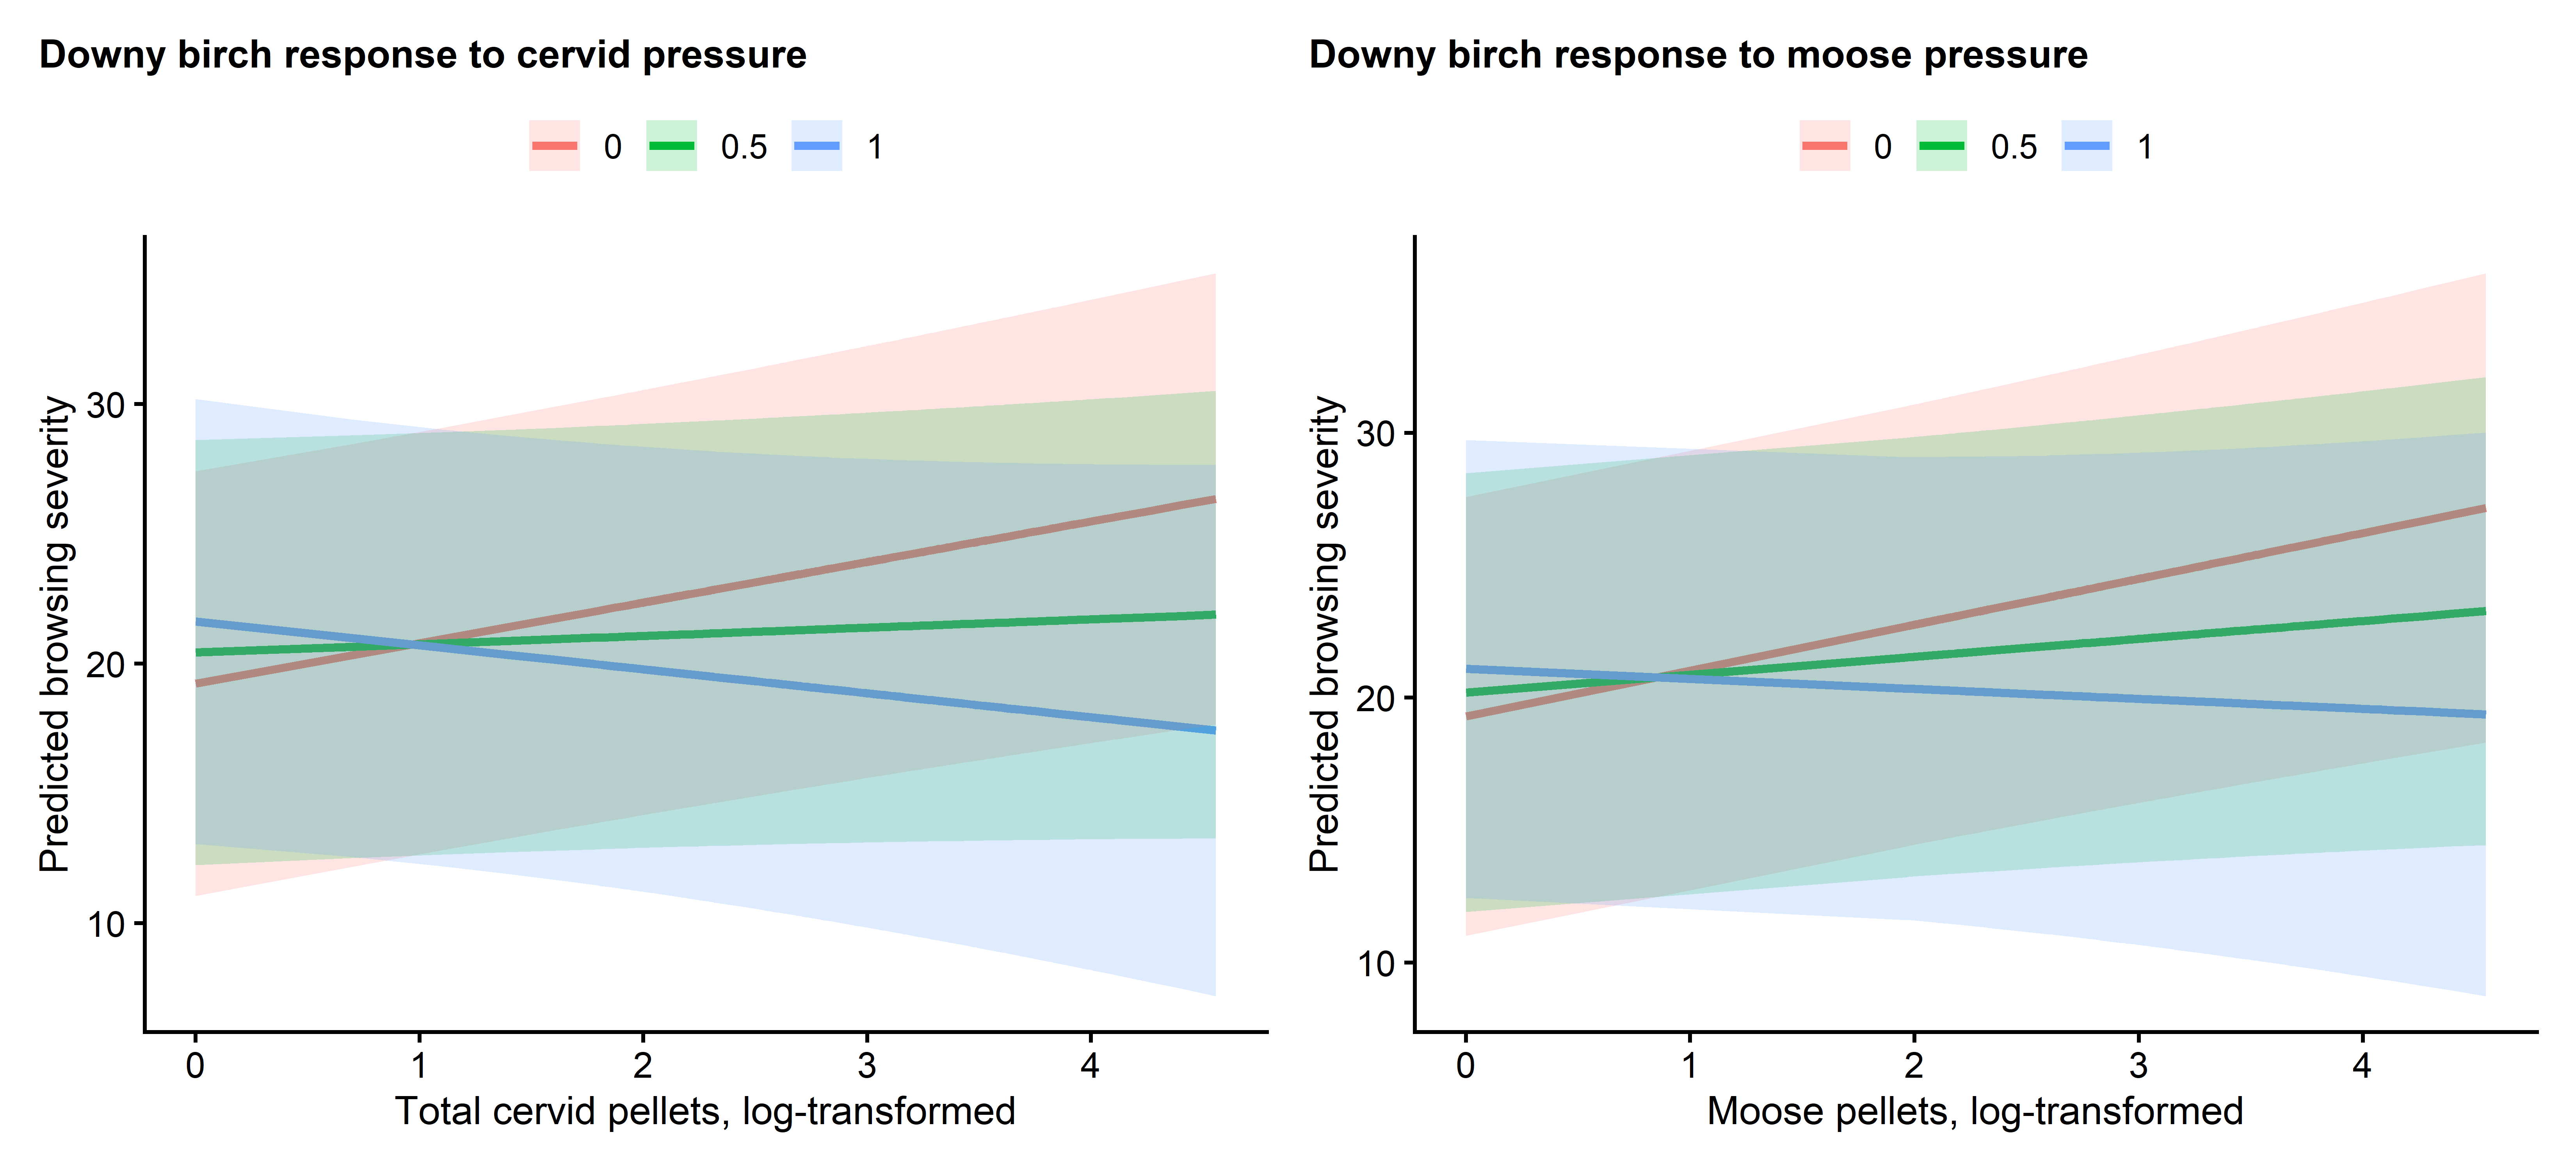 Downy birch response to cervid pressure
0 0.5 1
Predicted browsing severity
30
20
10
0 1 2 3 4
Total cervid pellets, log-transformed
Downy birch response to moose pressure
0 0.5 1
Predicted browsing severity
30
20
10
0 1 2 3 4
Moose pellets, log-transformed